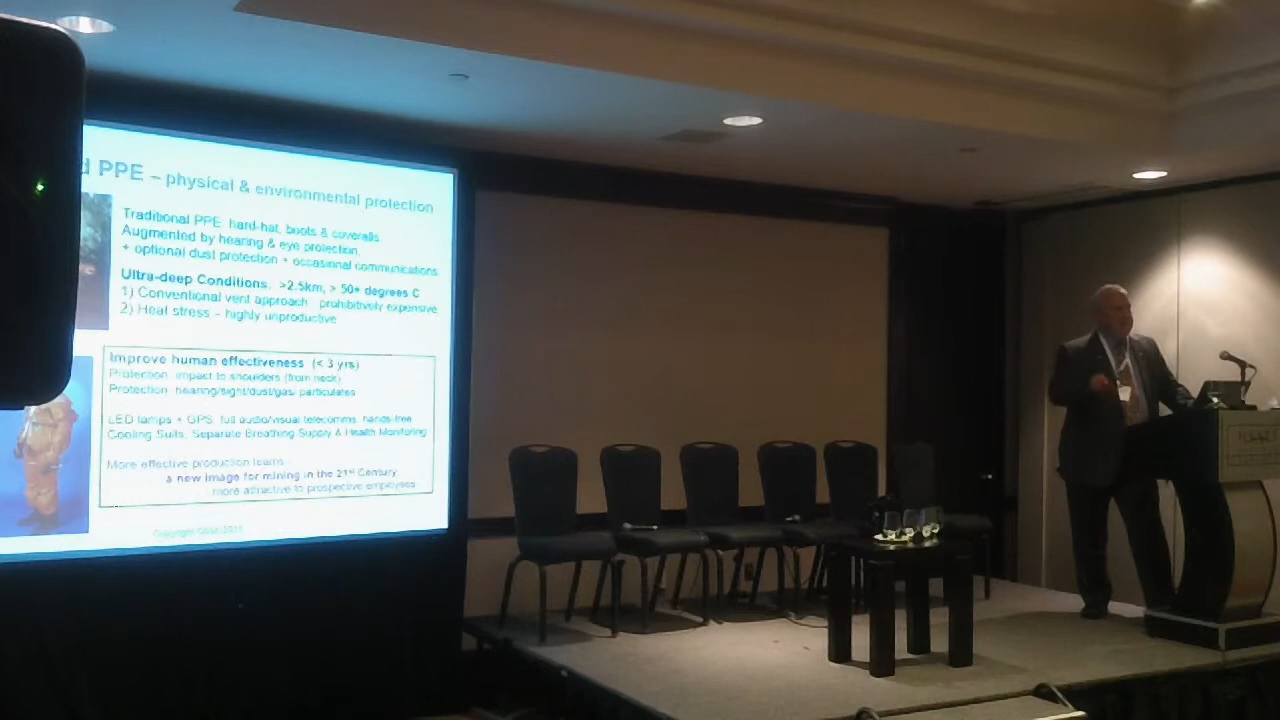 PPE – physical & environmental protection
Traditional PPE hard-hat, boots & coveralls
Augmented by hearing & eye protection,
+ optional dust protection + occasional communications
Ultra-deep Conditions, >2.5km, > 50+ degrees C
1) Conventional vent approach prohibitively expensive
2) Heat stress – highly unproductive
Improve human effectiveness (< 3 yrs)
Protection: impact to shoulders (from neck)
Protection: hearing/sight/dust/gas/ particulates
LED lamps + GPS, full audio/visual telecomms, hands-free
Cooling Suits, Separate Breathing Supply & Health Monitoring
More effective production teams
a new image for mining in the 21st Century
more attractive to prospective employees
Copyright